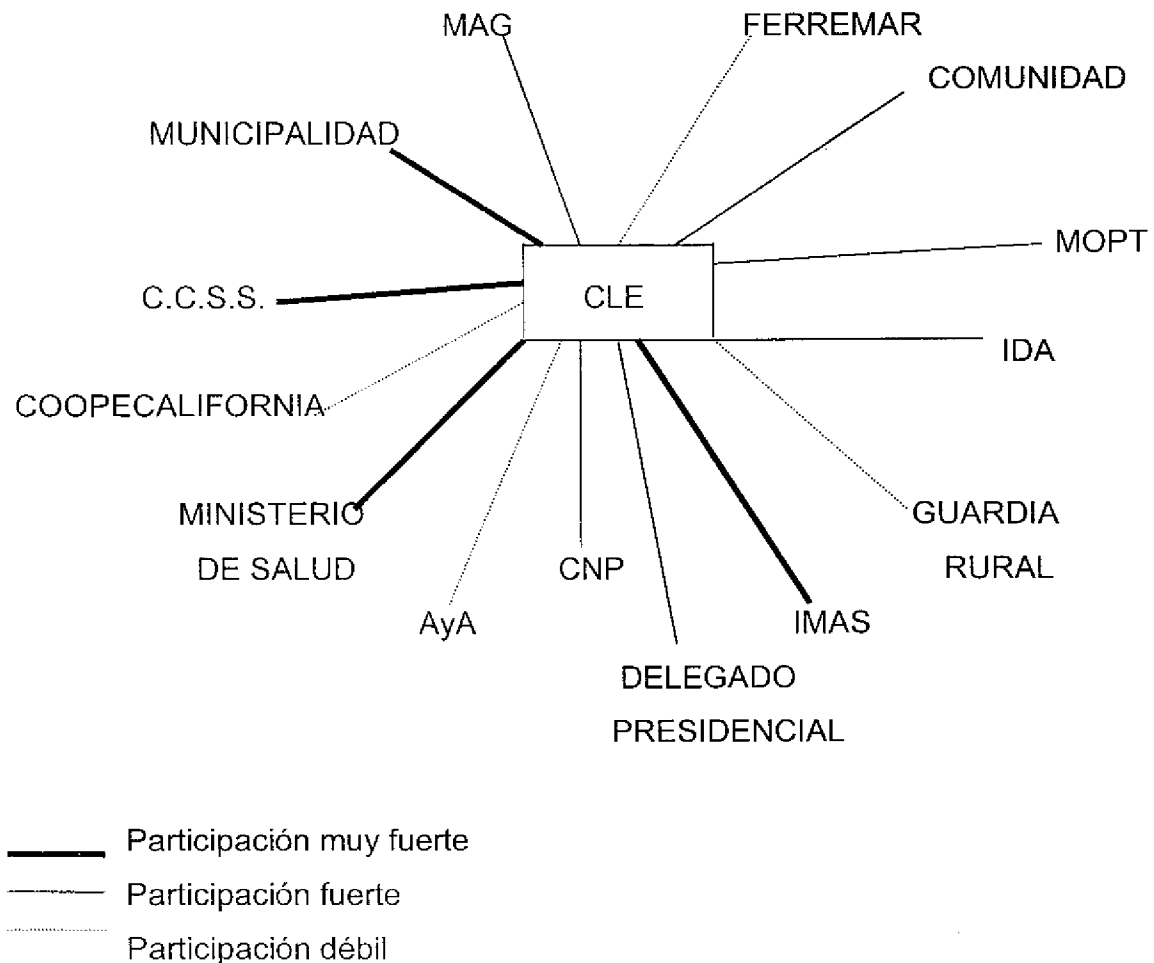 MAG
FERREMAR
COMUNIDAD
MUNICIPALIDAD
MOPT
C.C.S.S.
CLE
IDA
COOPECALIFORNIA
MINISTERIO
DE SALUD
GUARDIA
RURAL
CNP
AyA
IMAS
DELEGADO
PRESIDENCIAL
Participación muy fuerte
Participación fuerte
Participación débil